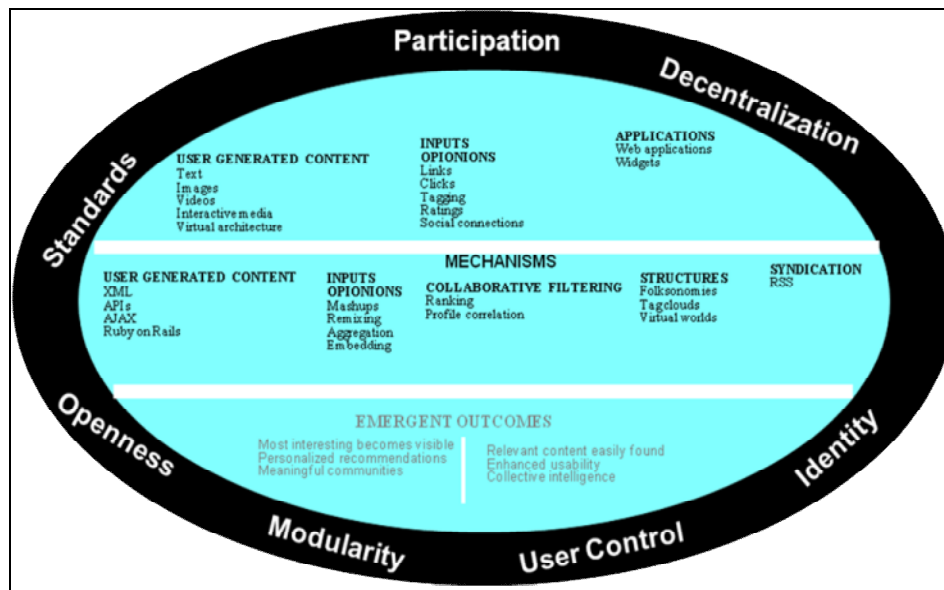 Participation
Decentralization
Standards
USER GENERATED CONTENT
Text
Images
Videos
Interactive media
Virtual architecture
INPUTS
OPIONIONS
Links
Clicks
Tagging
Ratings
Social connections
APPLICATIONS
Web applications
Widgets
MECHANISMS
USER GENERATED CONTENT
XML
APIs
AJAX
Ruby on Rails
INPUTS
OPIONIONS
Mashups
Remixing
Aggregation
Embedding
COLLABORATIVE FILTERING
Ranking
Profile correlation
STRUCTURES
Folksonomies
Tagclouds
Virtual worlds
SYNDICATION
RSS
EMERGENT OUTCOMES
Most interesting becomes visible
Personalized recommendations
Meaningful communities
Relevant content easily found
Enhanced usability
Collective intelligence
Openness
Identity
Modularity
User Control